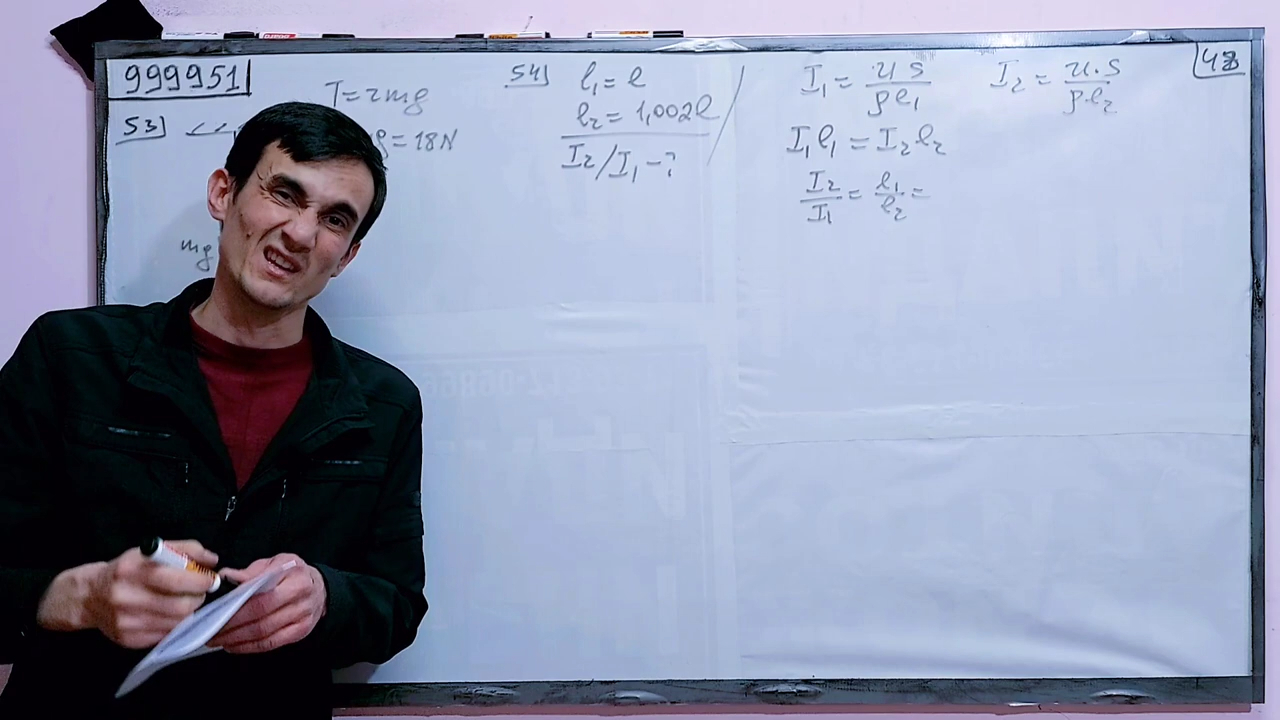 999951
48
53)
T=2mg
g=18N
mg
54)
l₁ = l
l₂ = 1,002l
I₂/I₁ -?
I₁ = U S / ρ l₁
I₂ = U·S / ρ l₂
I₁ l₁ = I₂ l₂
I₂/I₁ = l₁/l₂ =